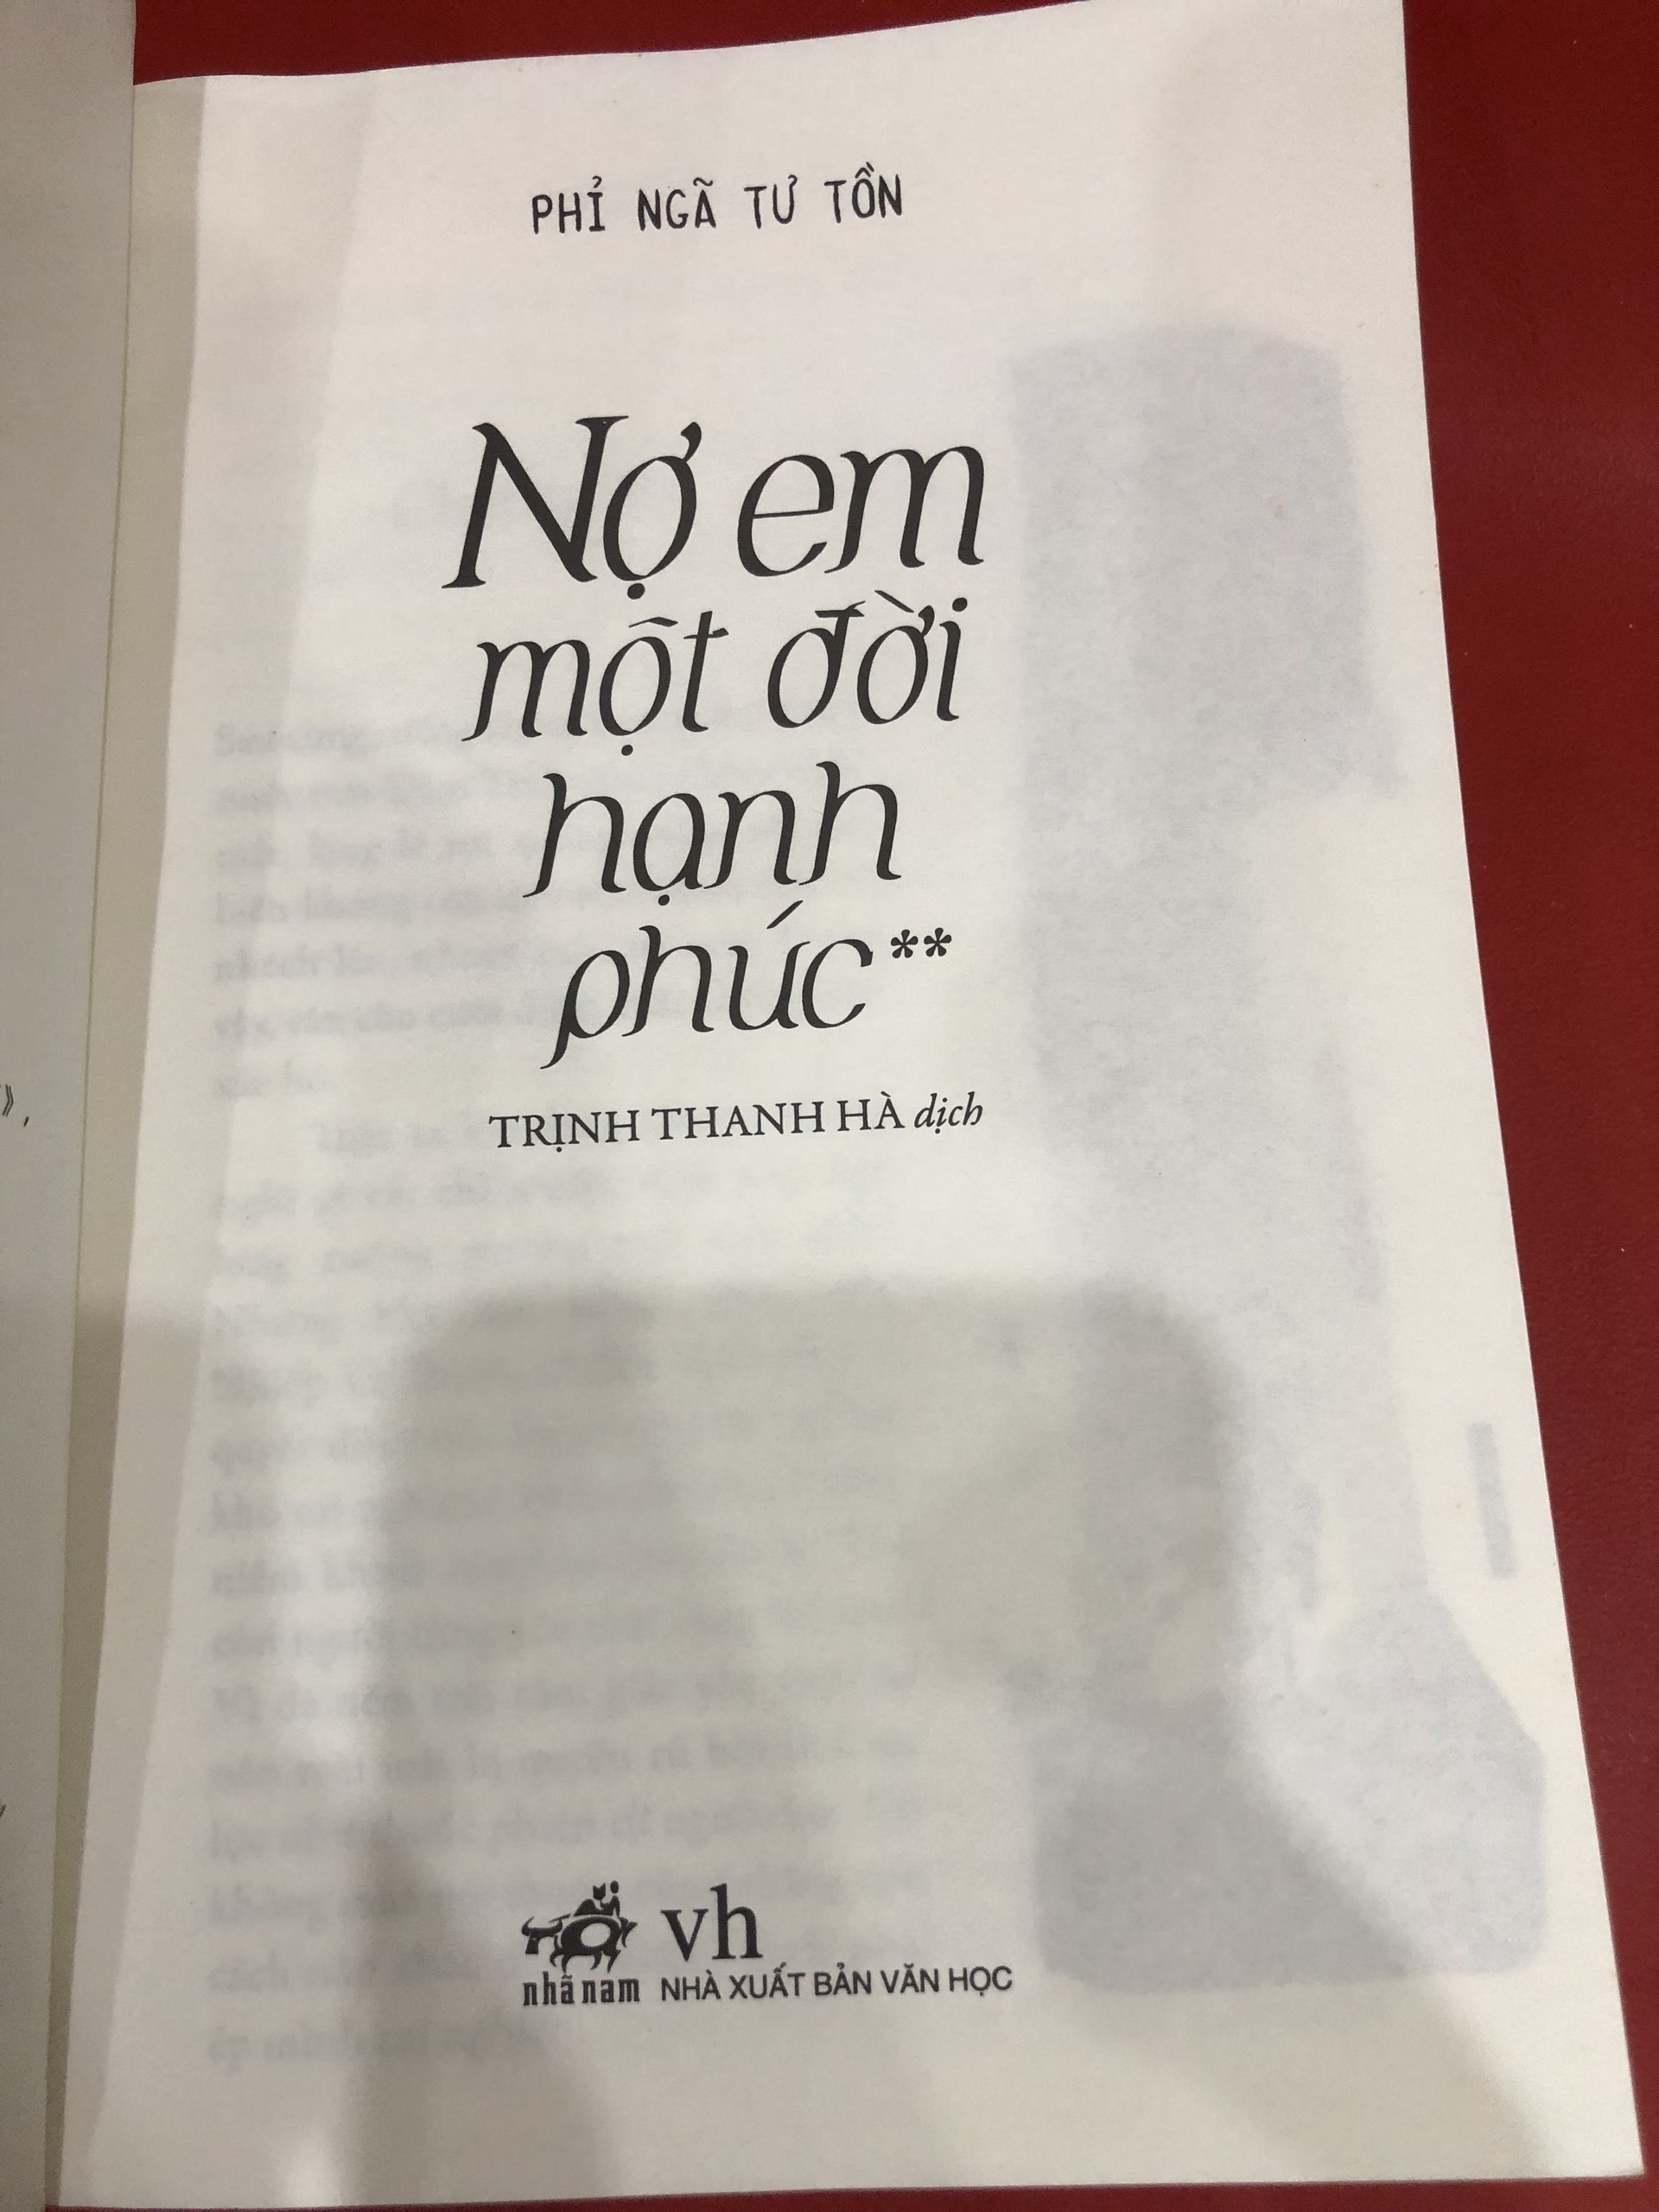 PHỈ NGÃ TƯ TỒN
Nợ em
một đời
hạnh
phúc**
TRỊNH THANH HÀ dịch
vh
nhã nam NHÀ XUẤT BẢN VĂN HỌC